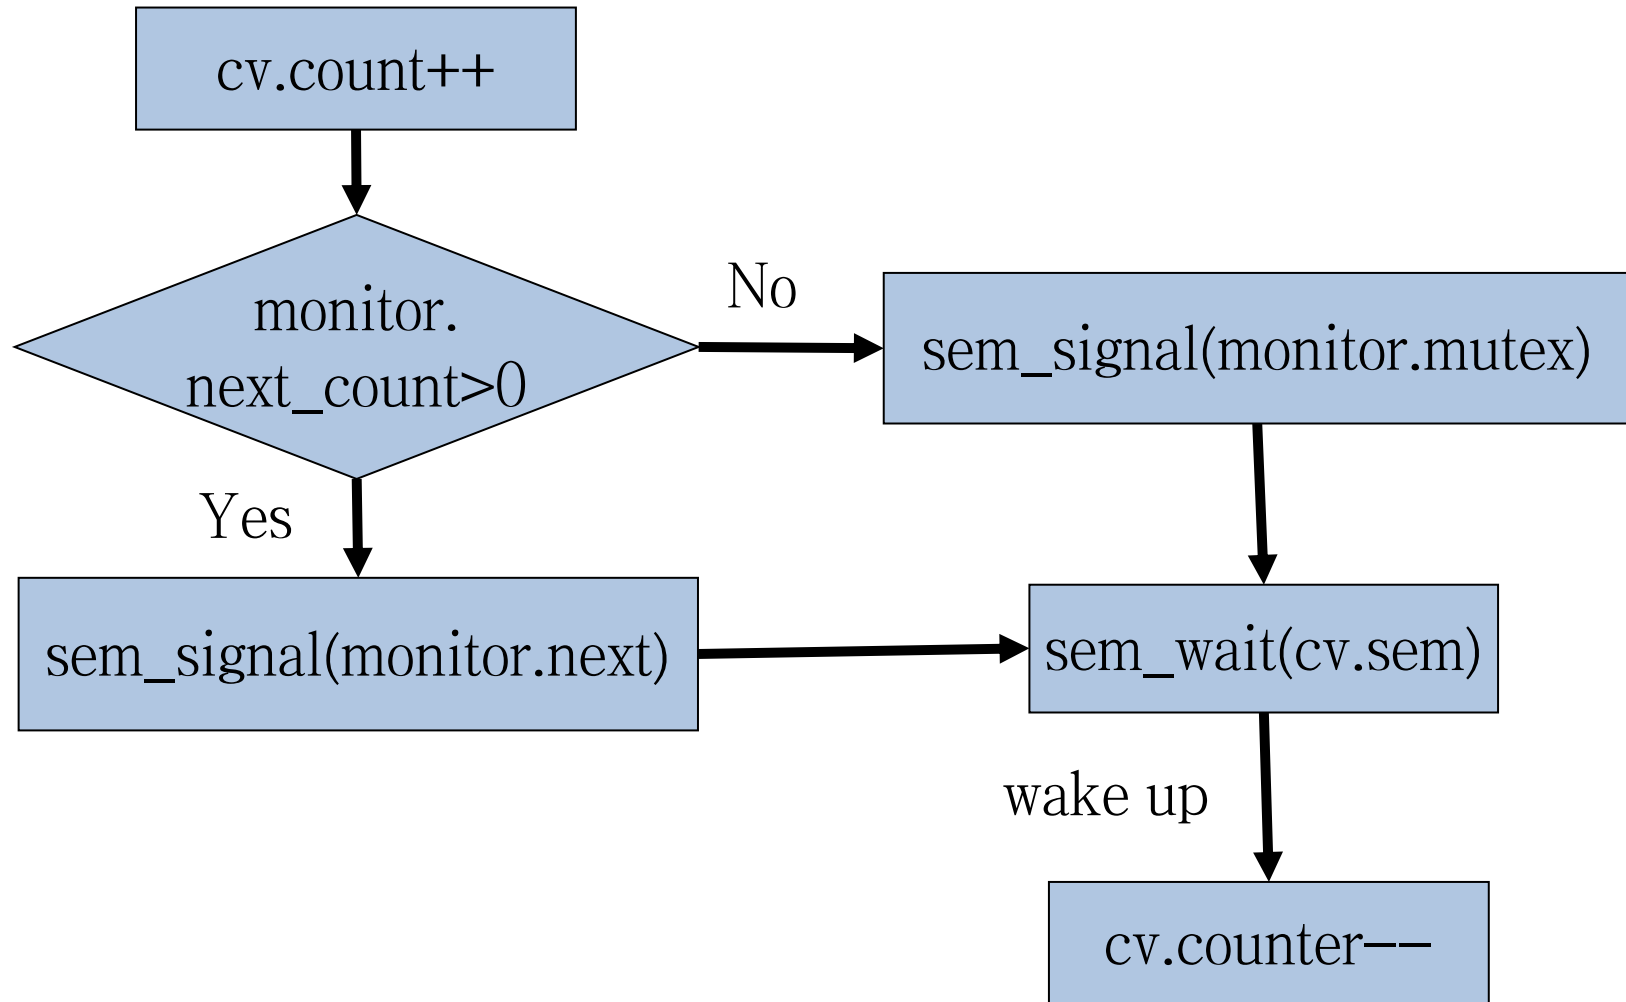 cv.count++
monitor.
next_count>0
No
sem_signal(monitor.mutex)
Yes
sem_signal(monitor.next)
sem_wait(cv.sem)
wake up
cv.counter−−